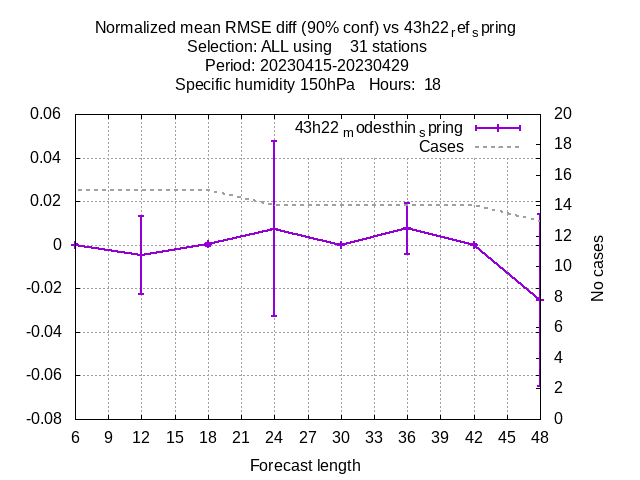 Normalized mean RMSE diff (90% conf) vs 43h22refspring
Selection: ALL using 31 stations
Period: 20230415-20230429
Specific humidity 150hPa Hours: 18
43h22modesthinspring
Cases
0.06
0.04
0.02
0
-0.02
-0.04
-0.06
-0.08
20
18
16
14
12
10
8
6
4
2
0
No cases
6 9 12 15 18 21 24 27 30 33 36 39 42 45 48
Forecast length